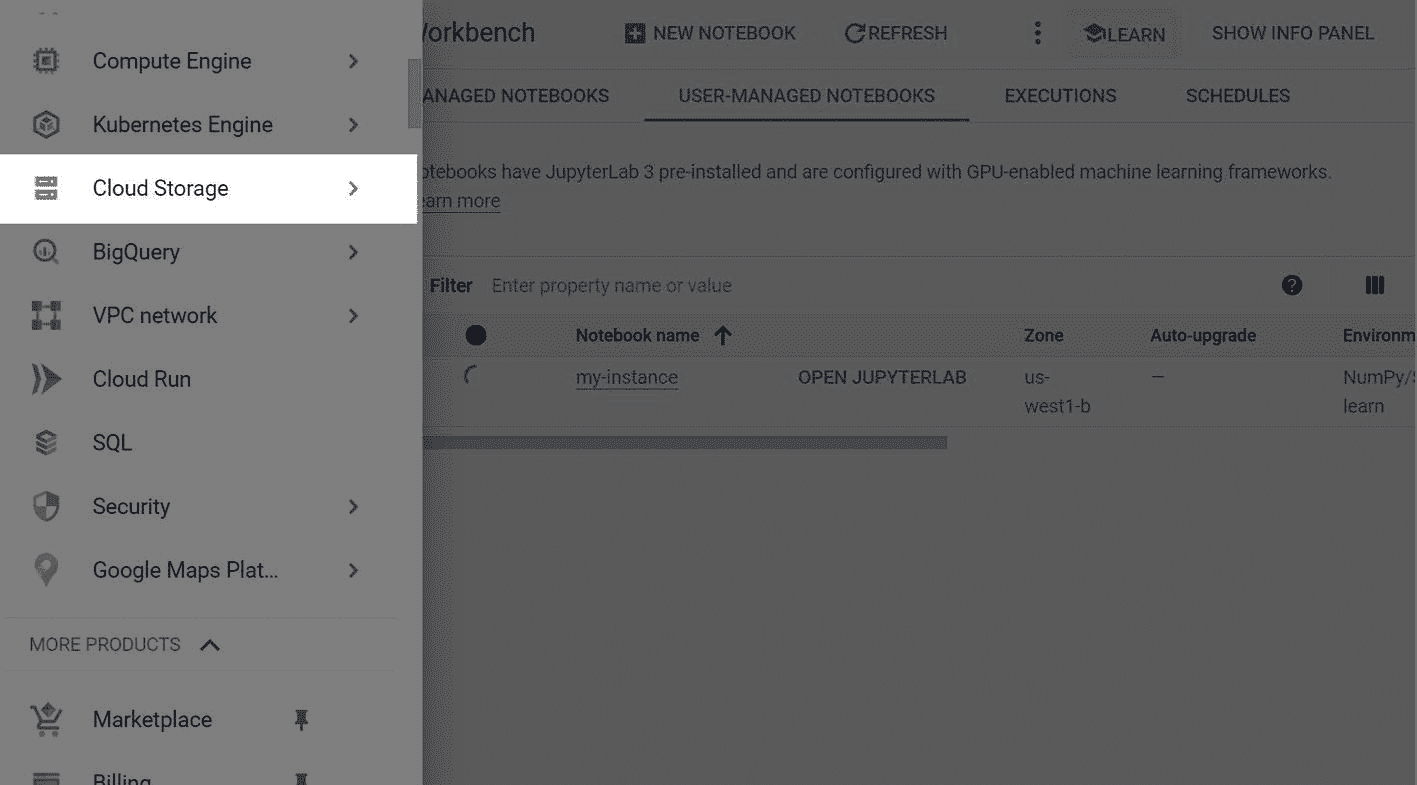 Compute Engine
Kubernetes Engine
Cloud Storage
BigQuery
VPC network
Cloud Run
SQL
Security
Google Maps Plat...
MORE PRODUCTS
Marketplace
Billing
orkbench
NEW NOTEBOOK
REFRESH
LEARN
SHOW INFO PANEL
ANAGED NOTEBOOKS
USER-MANAGED NOTEBOOKS
EXECUTIONS
SCHEDULES
otebooks have JupyterLab 3 pre-installed and are configured with GPU-enabled machine learning frameworks.
earn more
Filter Enter property name or value
Notebook name Zone Auto-upgrade Environm
my-instance OPEN JUPYTERLAB us- — NumPy/
west1-b learn